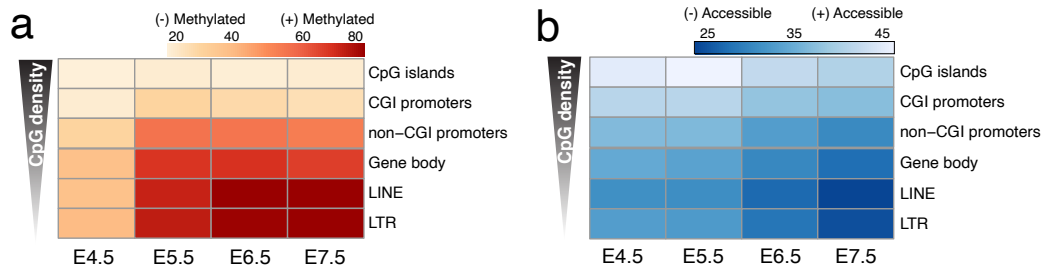 a
(-) Methylated (+) Methylated
20 40 60 80
CpG density
CpG islands
CGI promoters
non−CGI promoters
Gene body
LINE
LTR
E4.5 E5.5 E6.5 E7.5
b
(-) Accessible (+) Accessible
25 35 45
CpG density
CpG islands
CGI promoters
non−CGI promoters
Gene body
LINE
LTR
E4.5 E5.5 E6.5 E7.5